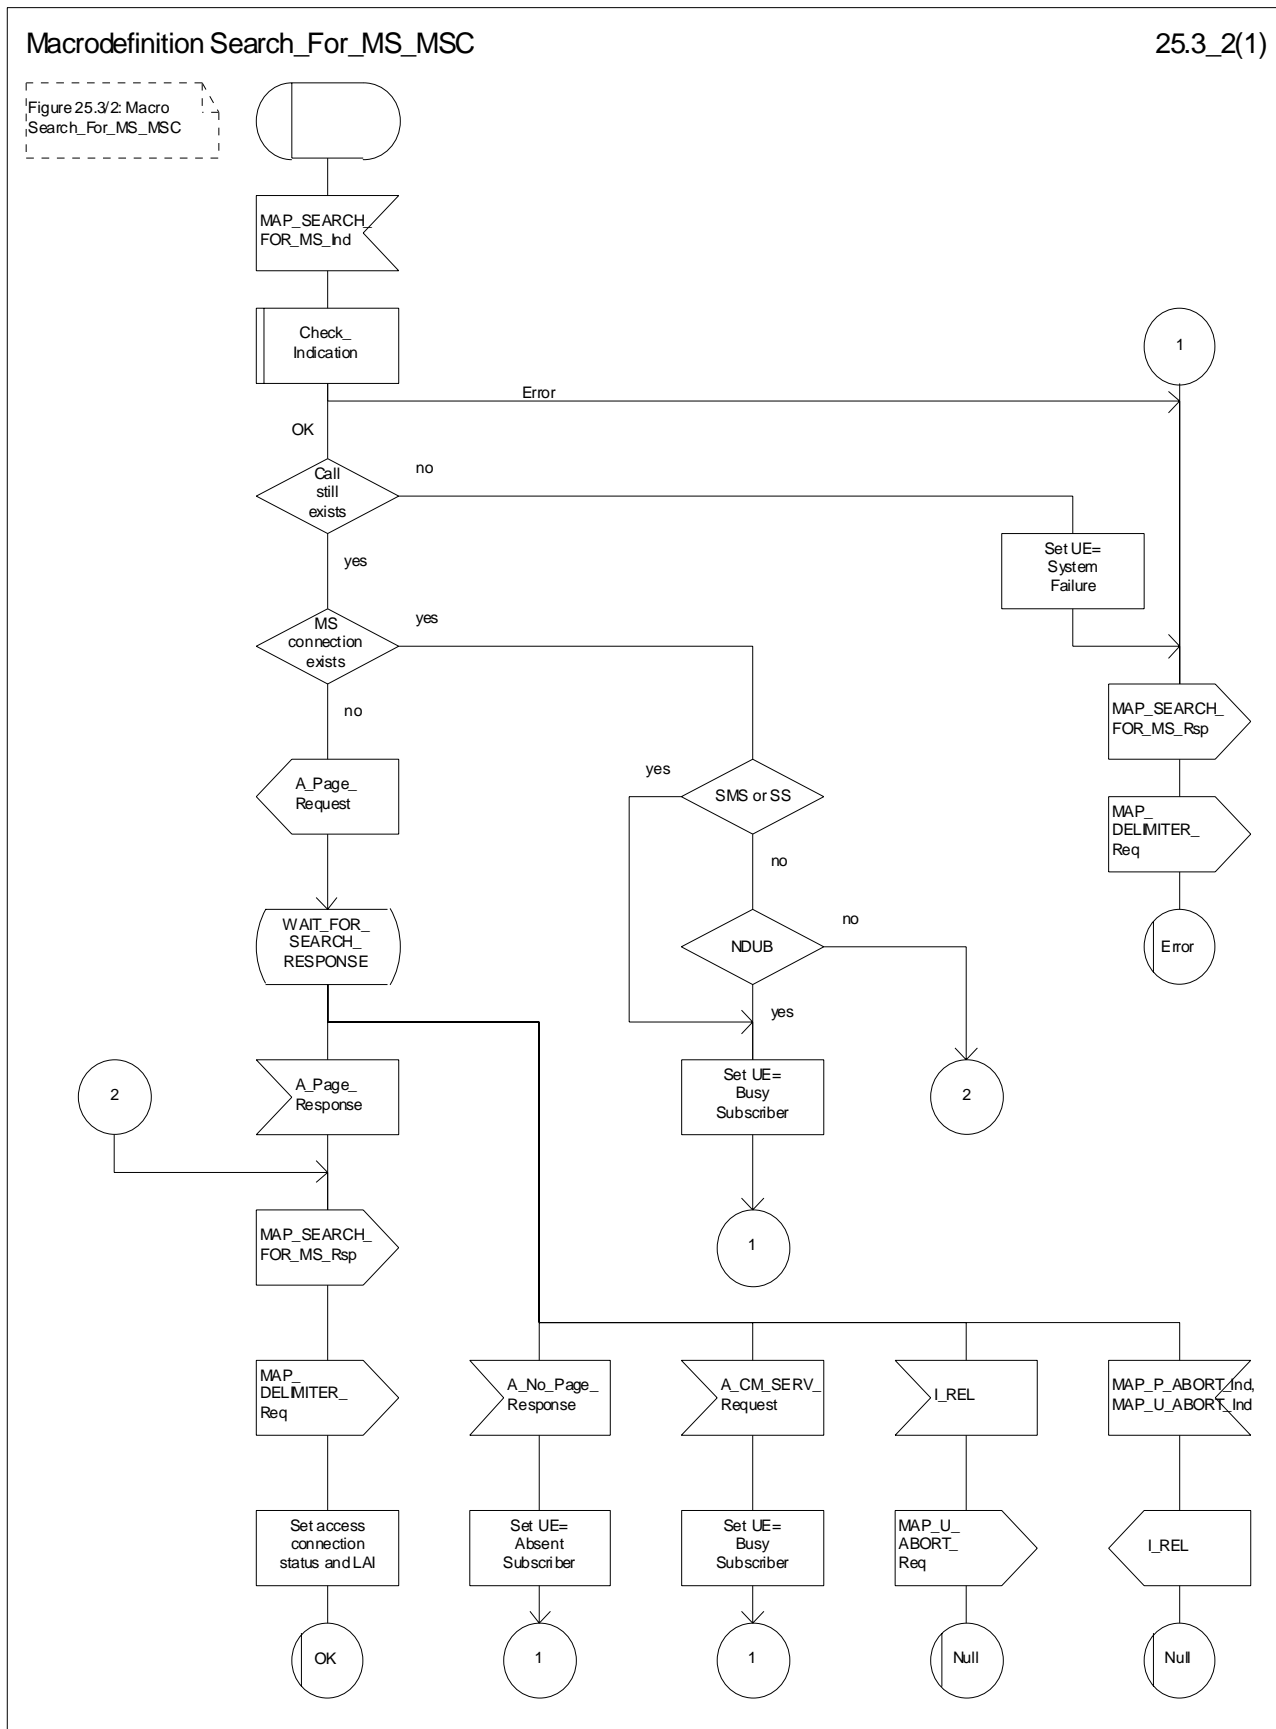 Macrodefinition Search_For_MS_MSC
25.3_2(1)
Figure 25.3/2: Macro
Search_For_MS_MSC
MAP_SEARCH_
FOR_MS_Ind
Check_
Indication
1
Error
OK
Call
still
exists
no
Set UE=
System
Failure
yes
MS
connection
exists
yes
no
MAP_SEARCH_
FOR_MS_Rsp
A_Page_
Request
yes
SMS or SS
MAP_
DELIMITER_
Req
no
WAIT_FOR_
SEARCH_
RESPONSE
NDUB
no
Error
yes
2
A_Page_
Response
Set UE=
Busy
Subscriber
2
MAP_SEARCH_
FOR_MS_Rsp
1
MAP_
DELIMITER_
Req
A_No_Page_
Response
A_CM_SERV_
Request
I_REL
MAP_P_ABORT_Ind,
MAP_U_ABORT_Ind
Set access
connection
status and LAI
Set UE=
Absent
Subscriber
Set UE=
Busy
Subscriber
MAP_U_
ABORT_
Req
I_REL
OK
1
1
Null
Null